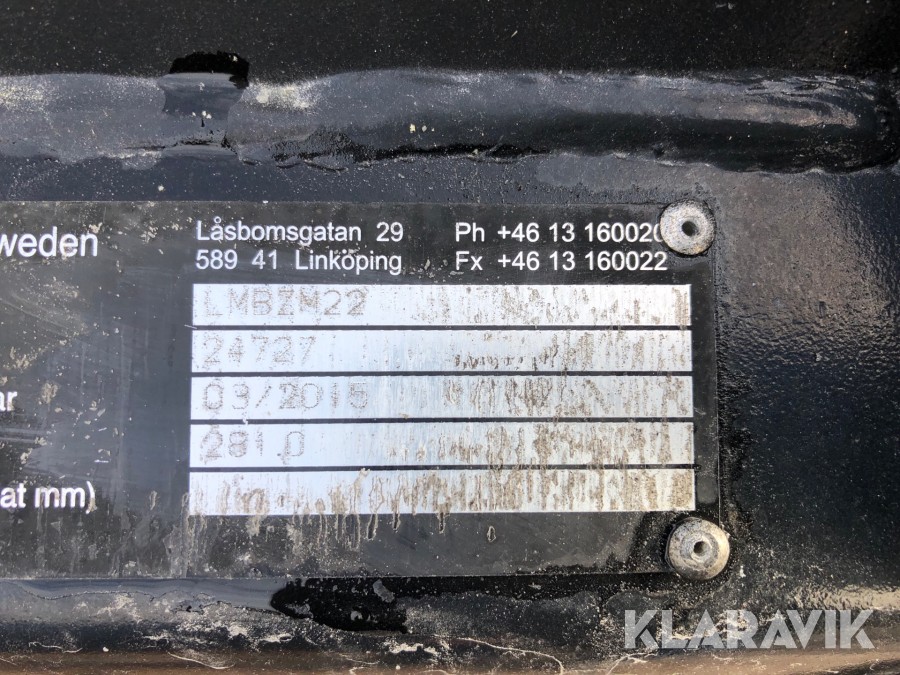 weden
Låsbomsgatan 29 Ph +46 13 160020
589 41 Linköping Fx +46 13 160022
LMBZM22
24727
ar 03/2015
281.0
at mm)
KLARAVIK